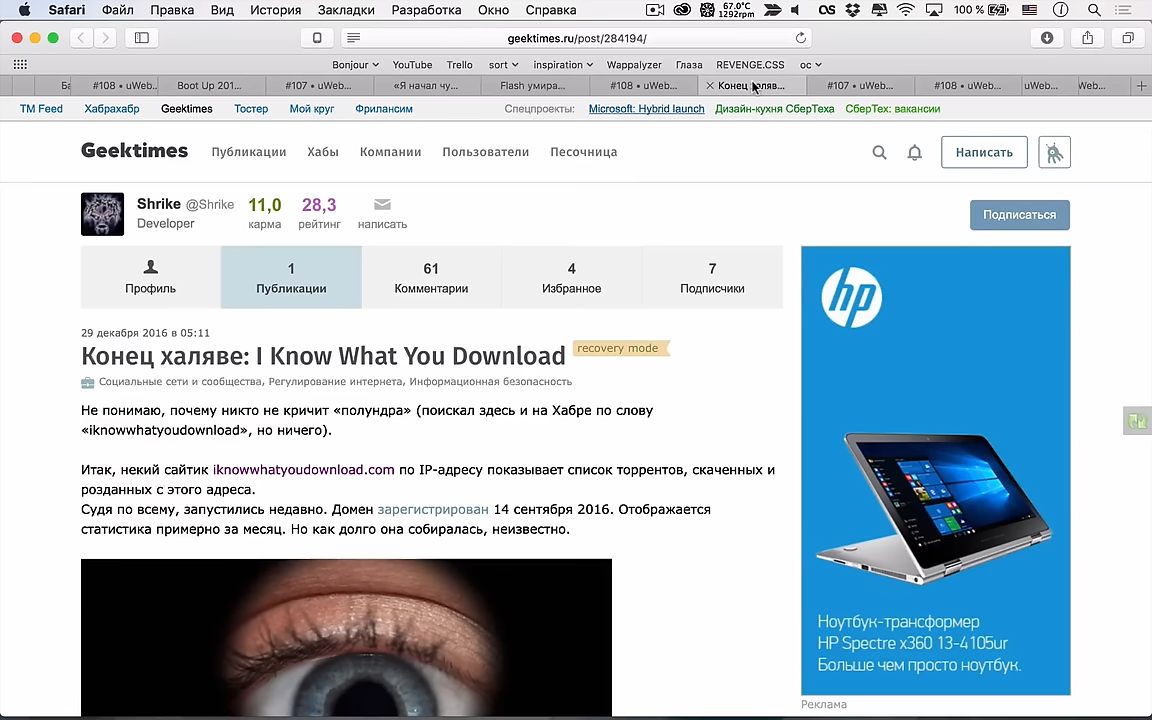 Safari Файл Правка Вид История Закладки Разработка Окно Справка 67.0°C 1292rpm 100 %
geektimes.ru/post/284194/
Bonjour YouTube Trello sort inspiration Wappalyzer Глаза REVENGE.CSS ос
Ба #108 • uWeb... Boot Up 201... #107 • uWeb... «Я начал чу... Flash умира... #108 • uWeb... #107 • uWeb... #108 • uWeb... uWeb... Web...
TM Feed Хабрахабр Geektimes Тостер Мой круг Фрилансим Спецпроекты: Microsoft: Hybrid launch Дизайн-кухня СберТеха СберТех: вакансии
Geektimes Публикации Хабы Компании Пользователи Песочница Написать
Shrike @Shrike
Developer
11,0
карма
28,3
рейтинг
написать
Подписаться
Профиль
1
Публикации
61
Комментарии
4
Избранное
7
Подписчики
29 декабря 2016 в 05:11
Конец халяве: I Know What You Download recovery mode
Социальные сети и сообщества, Регулирование интернета, Информационная безопасность
Не понимаю, почему никто не кричит «полундра» (поискал здесь и на Хабре по слову
«iknowwhatyoudownload», но ничего).
Итак, некий сайтик iknowwhatyoudownload.com по IP-адресу показывает список торрентов, скаченных и
розданных с этого адреса.
Судя по всему, запустились недавно. Домен зарегистрирован 14 сентября 2016. Отображается
статистика примерно за месяц. Но как долго она собиралась, неизвестно.
hp
Ноутбук-трансформер
HP Spectre x360 13-4105ur
Больше чем просто ноутбук.
Реклама